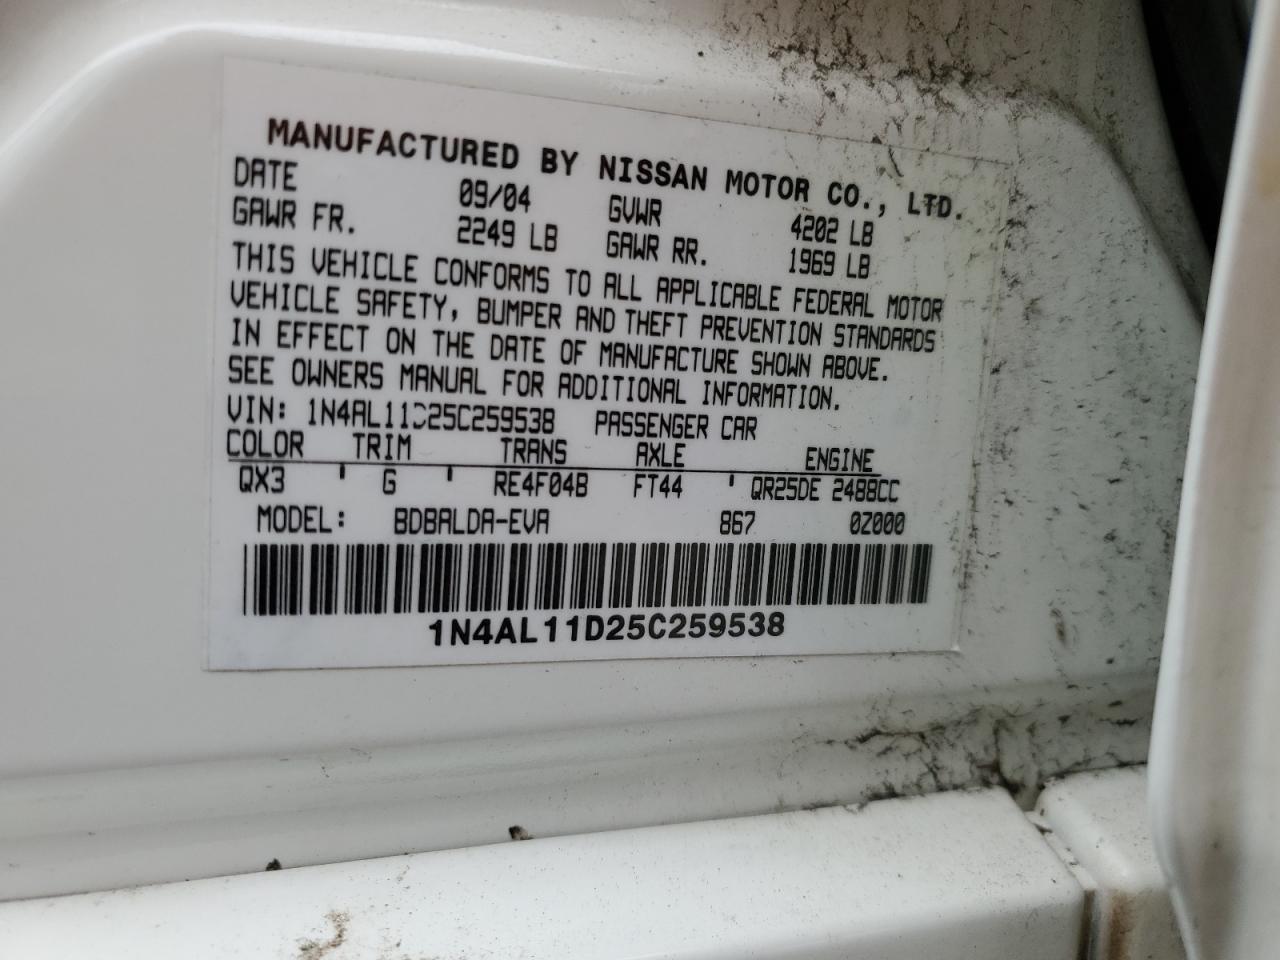 MANUFACTURED BY NISSAN MOTOR CO., LTD.
DATE 09/04 GVWR 4202 LB
GAWR FR. 2249 LB GAWR RR. 1969 LB
THIS VEHICLE CONFORMS TO ALL APPLICABLE FEDERAL MOTOR
VEHICLE SAFETY, BUMPER AND THEFT PREVENTION STANDARDS
IN EFFECT ON THE DATE OF MANUFACTURE SHOWN ABOVE.
SEE OWNERS MANUAL FOR ADDITIONAL INFORMATION.
VIN: 1N4AL11D25C259538 PASSENGER CAR
COLOR TRIM TRANS AXLE ENGINE
QX3 ' G ' RE4F04B FT44 ' QR25DE 2488CC
MODEL: BDBALDA-EVA 867 0Z000
1N4AL11D25C259538